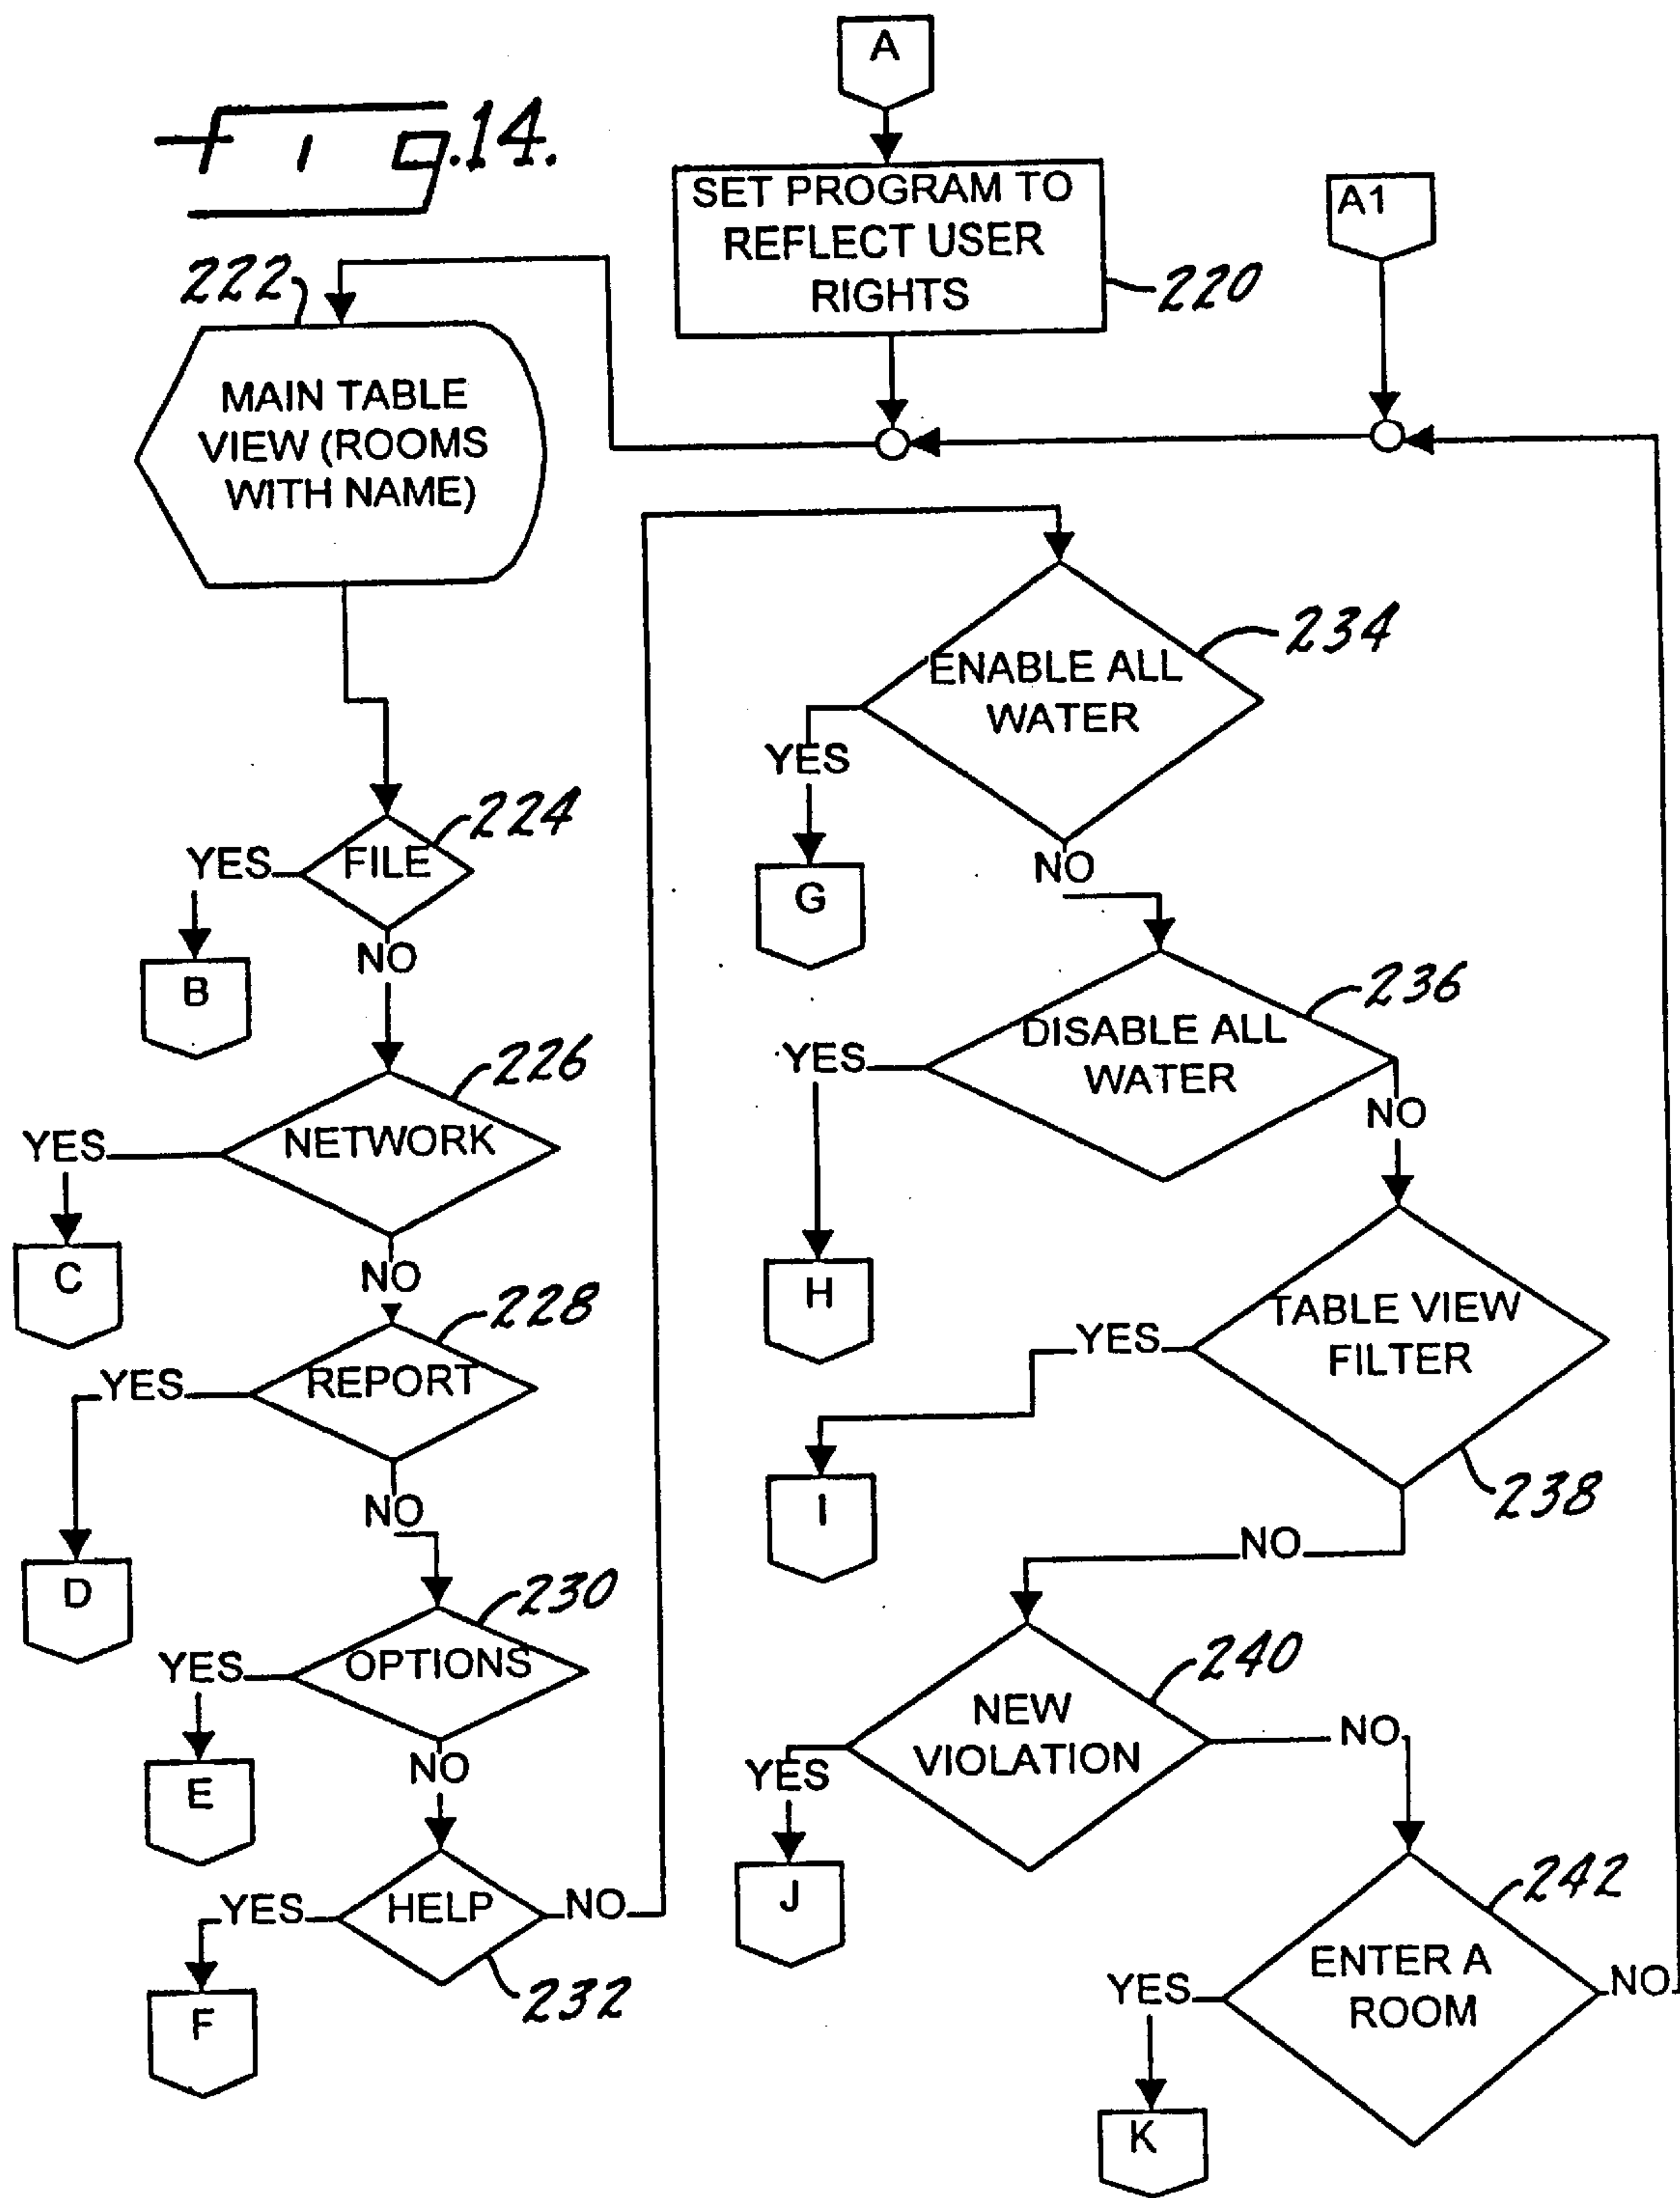 A
Fig.14.
SET PROGRAM TO
REFLECT USER
RIGHTS
220
A1
222
MAIN TABLE
VIEW (ROOMS
WITH NAME)
224
FILE
YES
NO
B
226
NETWORK
YES
NO
C
228
REPORT
YES
NO
D
230
OPTIONS
YES
NO
E
HELP
YES
NO
232
F
234
ENABLE ALL
WATER
YES
NO
G
236
DISABLE ALL
WATER
YES
NO
H
TABLE VIEW
FILTER
YES
238
NO
I
240
NEW
VIOLATION
YES
NO
J
242
ENTER A
ROOM
YES
NO
K